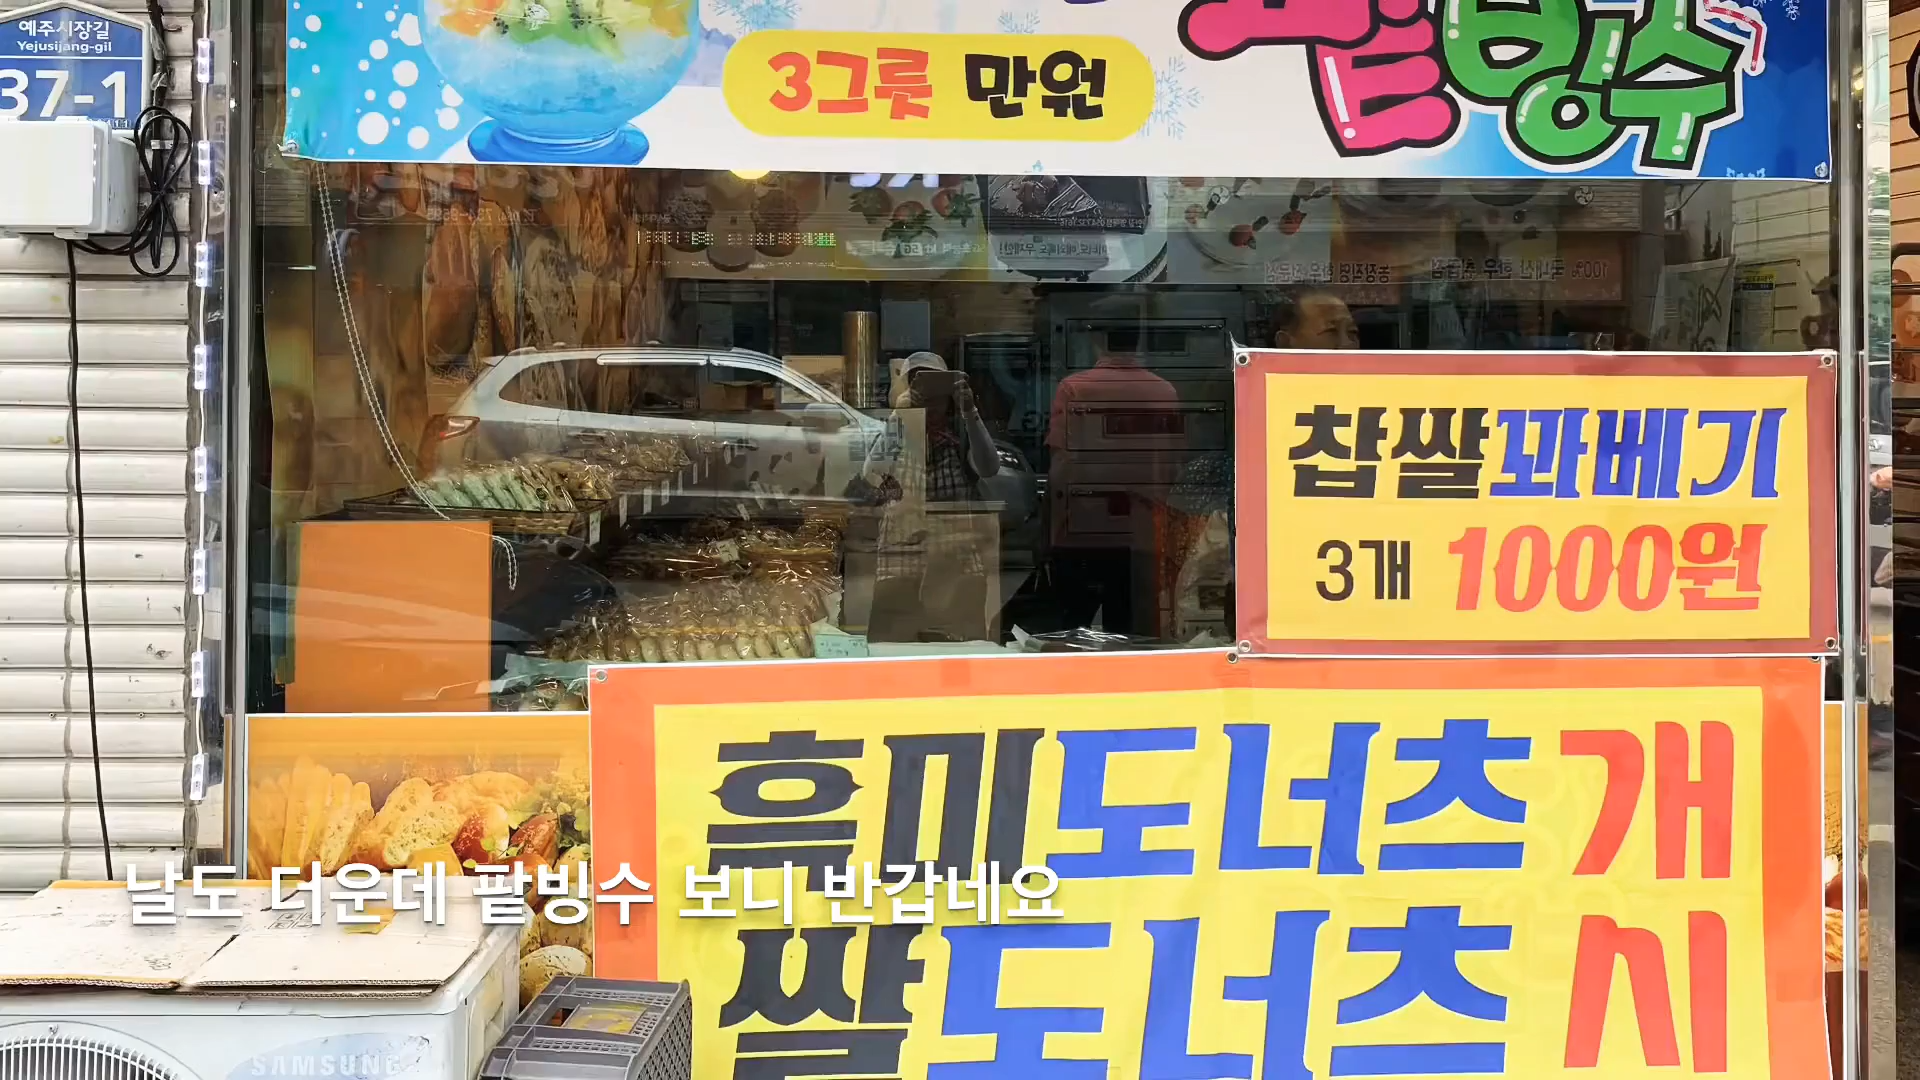 예주시장길
Yejusijang-gil
37-1
3그릇 만원
팥빙수
찹쌀꽈배기
3개 1000원
흑미도너츠개
날도 더운데 팥빙수 보니 반갑네요
쌀도너츠시
SAMSUNG